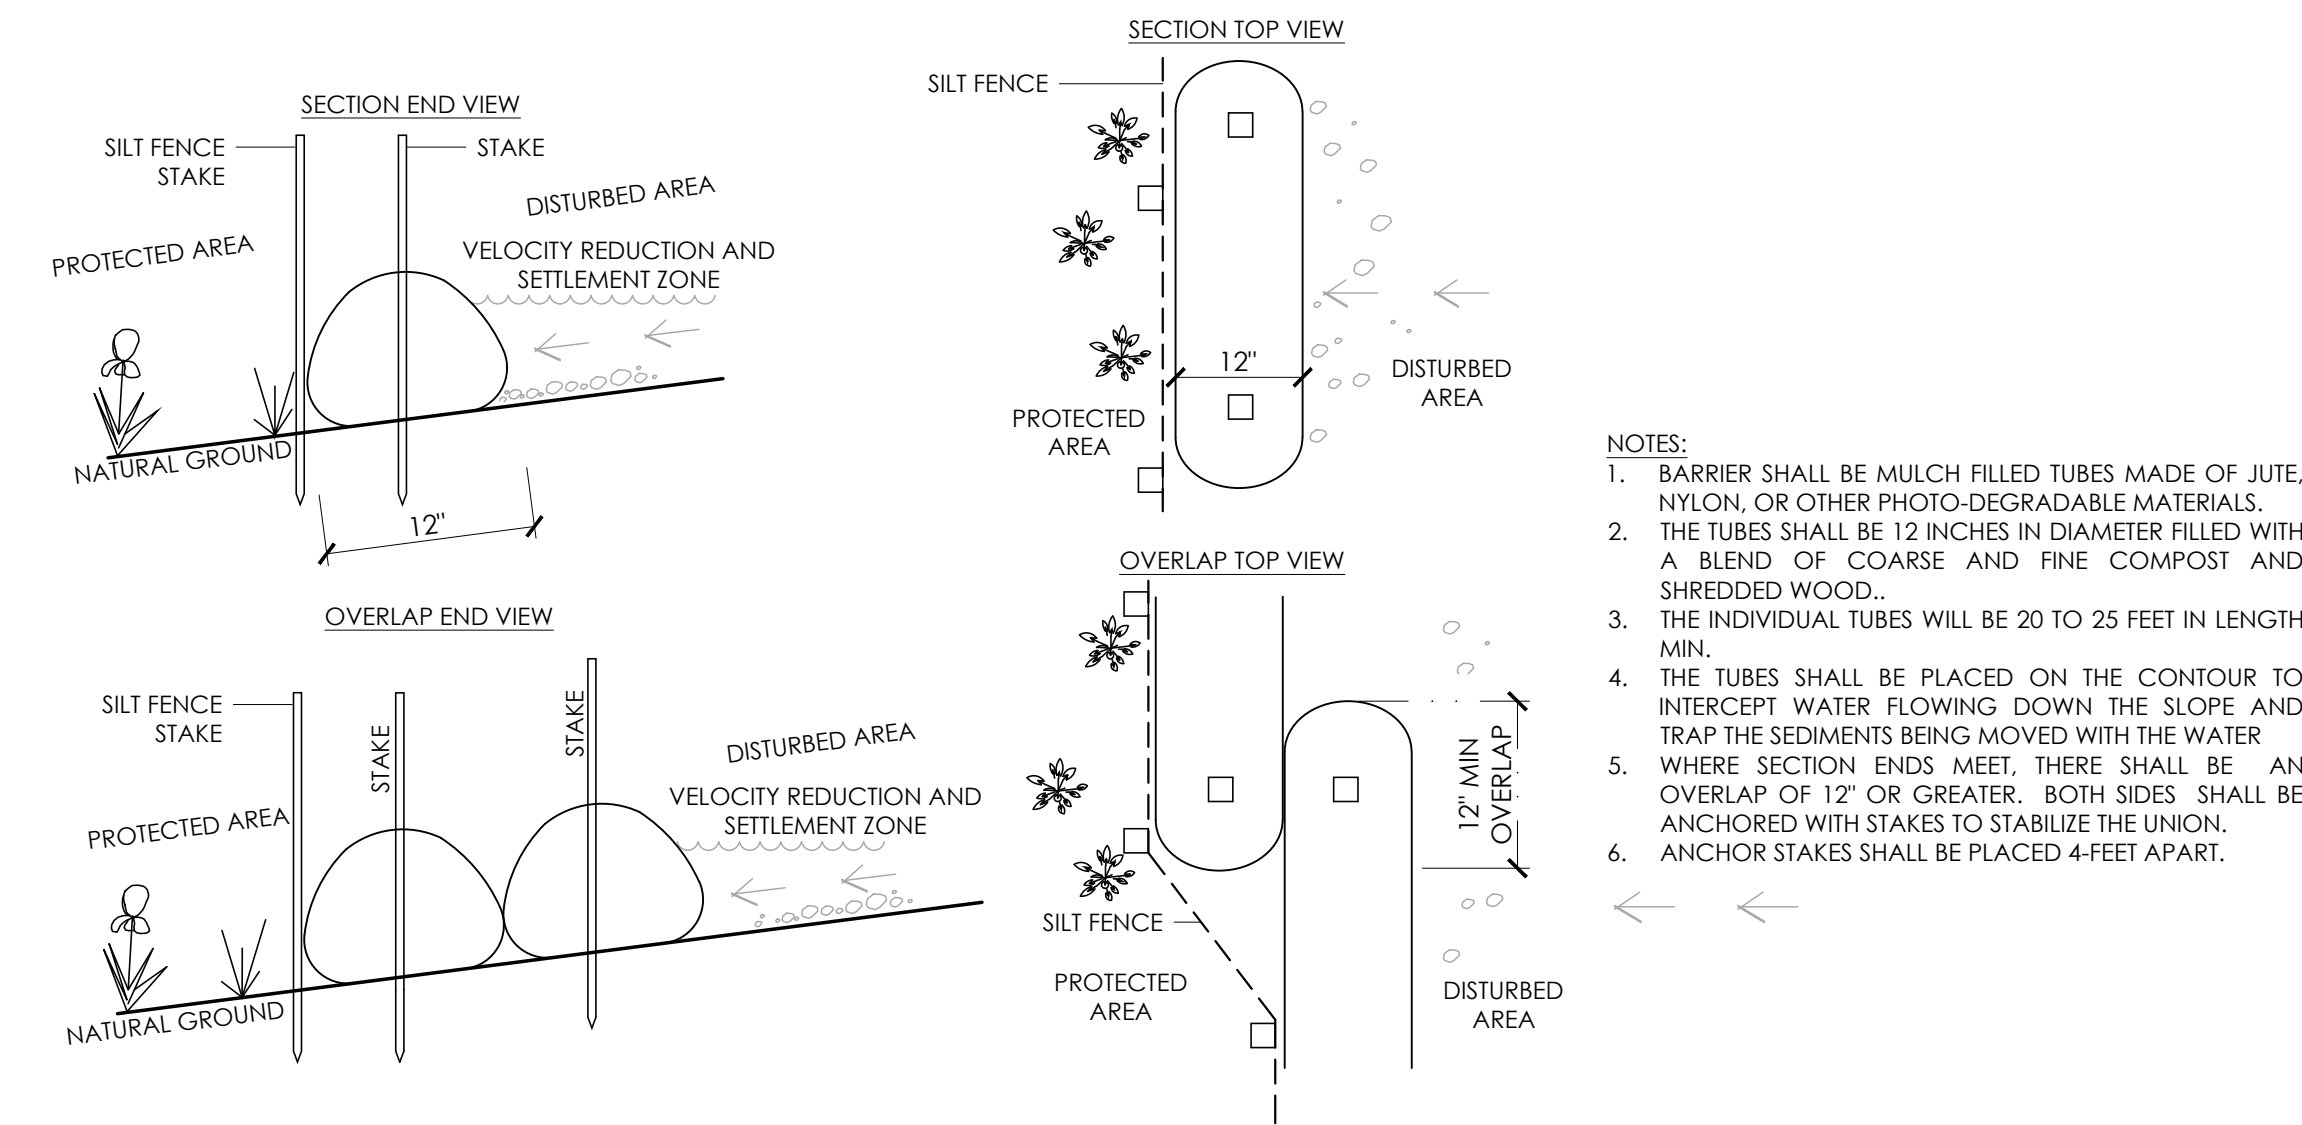 SECTION END VIEW
SILT FENCE
STAKE
STAKE
DISTURBED AREA
PROTECTED AREA
VELOCITY REDUCTION AND
SETTLEMENT ZONE
NATURAL GROUND
12"
SECTION TOP VIEW
SILT FENCE
12"
DISTURBED
AREA
PROTECTED
AREA
OVERLAP END VIEW
SILT FENCE
STAKE
STAKE
STAKE
DISTURBED AREA
PROTECTED AREA
VELOCITY REDUCTION AND
SETTLEMENT ZONE
NATURAL GROUND
OVERLAP TOP VIEW
12" MIN
OVERLAP
SILT FENCE
PROTECTED
AREA
DISTURBED
AREA
NOTES:
1. BARRIER SHALL BE MULCH FILLED TUBES MADE OF JUTE,
NYLON, OR OTHER PHOTO-DEGRADABLE MATERIALS.
2. THE TUBES SHALL BE 12 INCHES IN DIAMETER FILLED WITH
A BLEND OF COARSE AND FINE COMPOST AND
SHREDDED WOOD..
3. THE INDIVIDUAL TUBES WILL BE 20 TO 25 FEET IN LENGTH
MIN.
4. THE TUBES SHALL BE PLACED ON THE CONTOUR TO
INTERCEPT WATER FLOWING DOWN THE SLOPE AND
TRAP THE SEDIMENTS BEING MOVED WITH THE WATER
5. WHERE SECTION ENDS MEET, THERE SHALL BE AN
OVERLAP OF 12" OR GREATER. BOTH SIDES SHALL BE
ANCHORED WITH STAKES TO STABILIZE THE UNION.
6. ANCHOR STAKES SHALL BE PLACED 4-FEET APART.